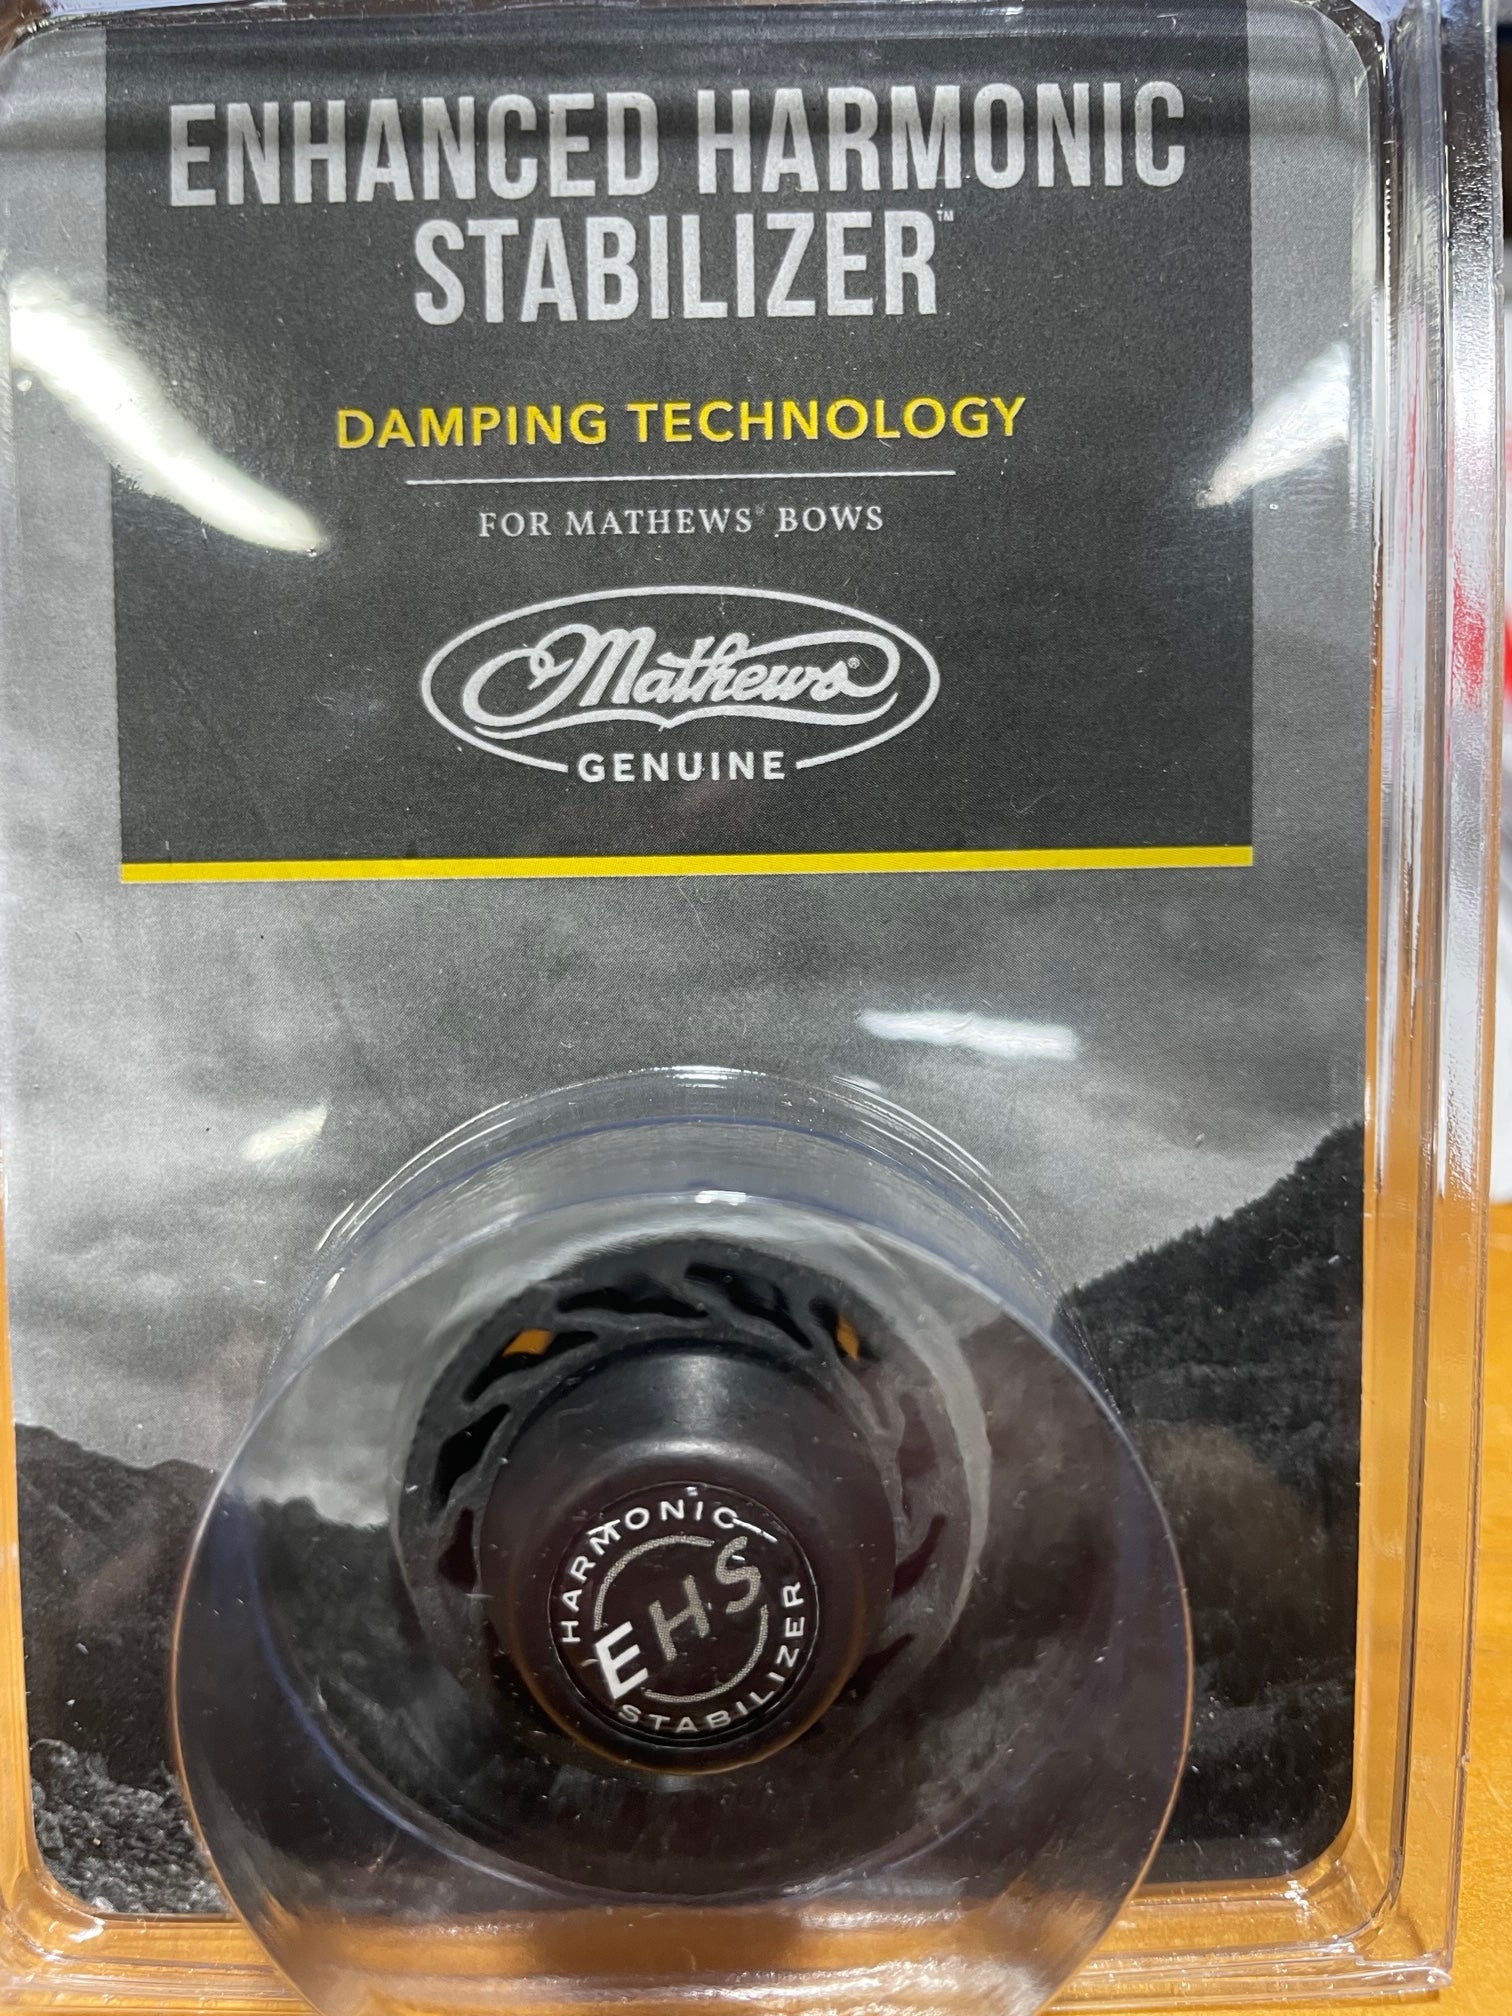 ENHANCED HARMONIC
STABILIZER™
DAMPING TECHNOLOGY
FOR MATHEWS® BOWS
Mathews®
GENUINE
HARMONIC
EHS
STABILIZER